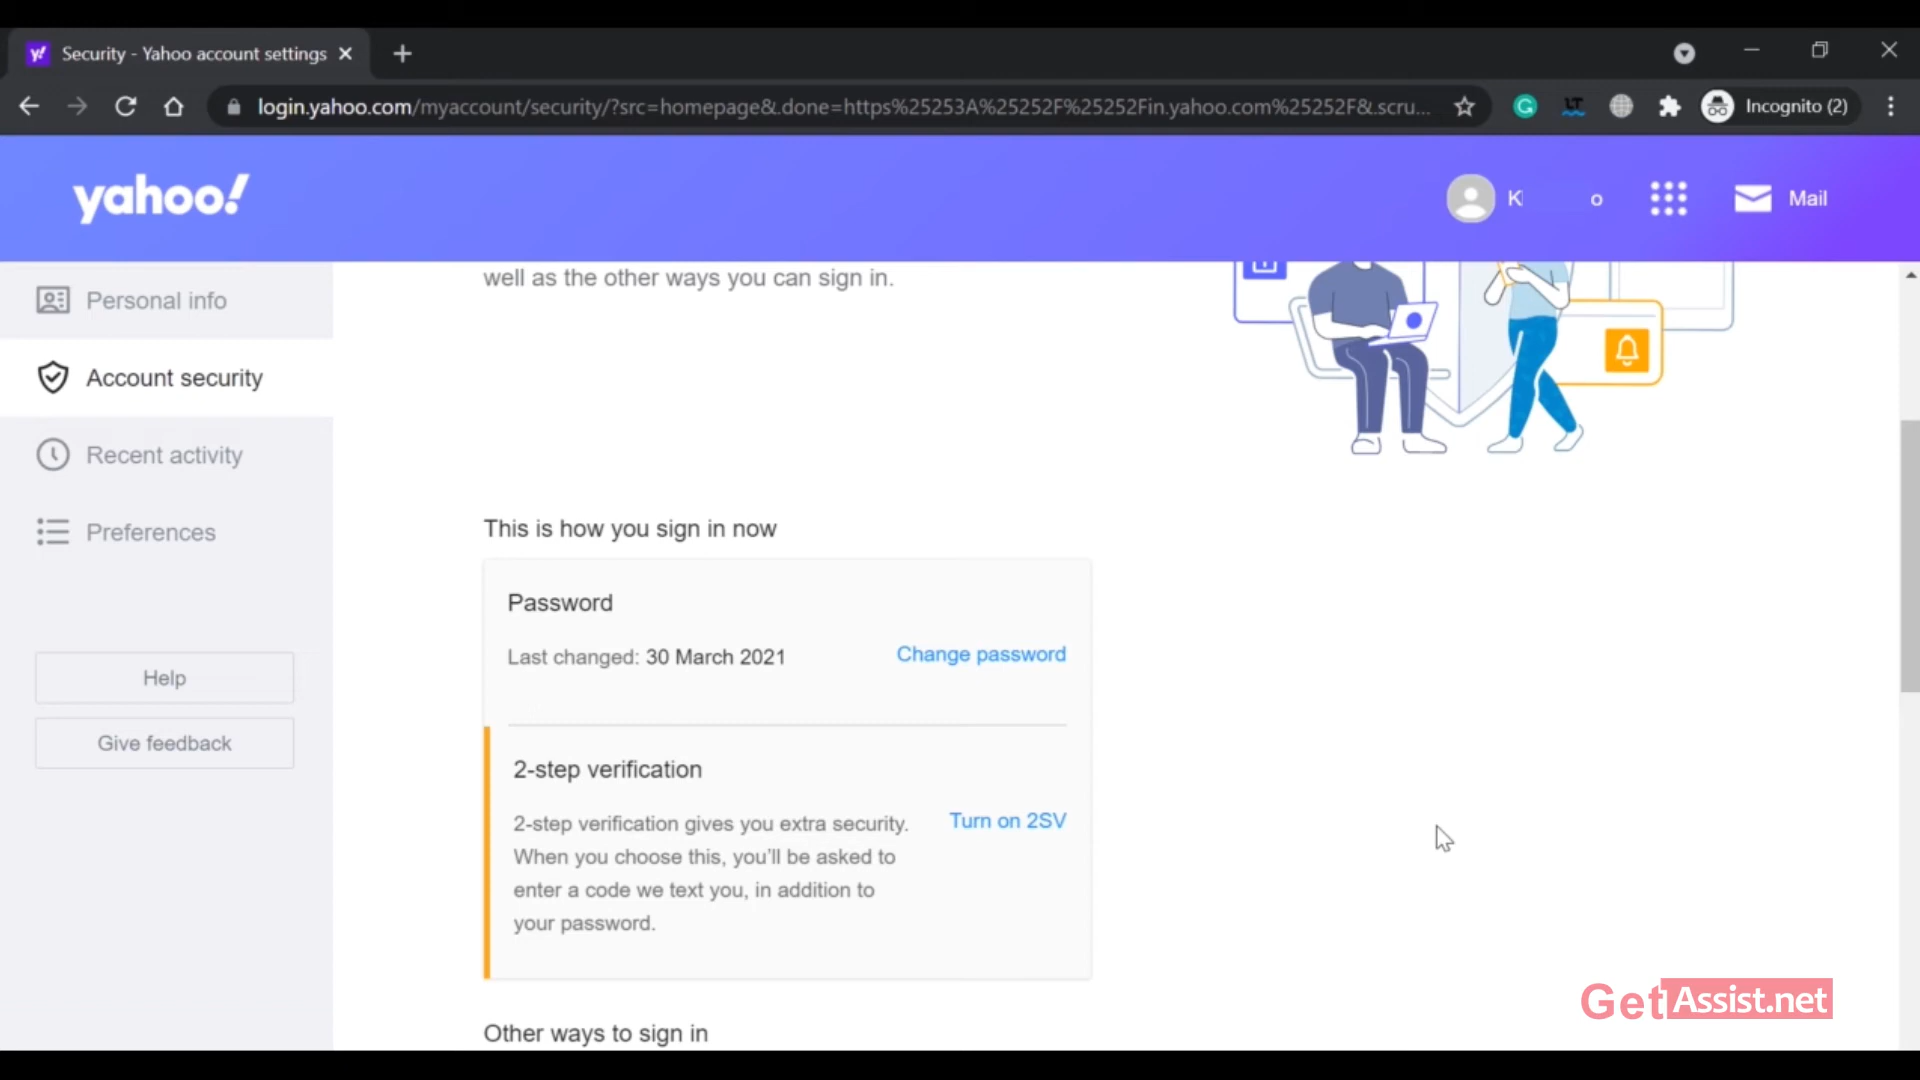 Security - Yahoo account settings
login.yahoo.com/myaccount/security/?src=homepage&.done=https%25253A%25252F%25252Fin.yahoo.com%25252F&.scru...
LT
Incognito (2)
yahoo!
K o
Mail
Personal info
Account security
Recent activity
Preferences
Help
Give feedback
well as the other ways you can sign in.
This is how you sign in now
Password
Last changed: 30 March 2021
Change password
2-step verification
2-step verification gives you extra security.
When you choose this, you'll be asked to
enter a code we text you, in addition to
your password.
Turn on 2SV
Other ways to sign in
GetAssist.net